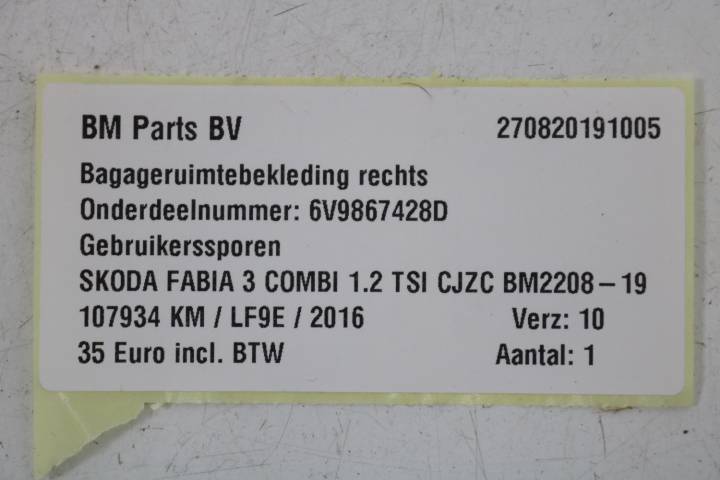 BM Parts BV 270820191005
Bagageruimtebekleding rechts
Onderdeelnummer: 6V9867428D
Gebruikerssporen
SKODA FABIA 3 COMBI 1.2 TSI CJZC BM2208-19
107934 KM / LF9E / 2016 Verz: 10
35 Euro incl. BTW Aantal: 1